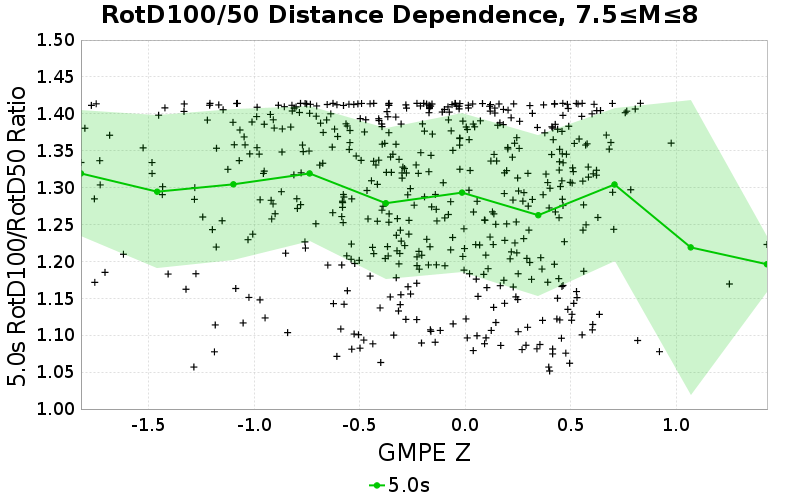 RotD100/50 Distance Dependence, 7.5≤M≤8
5.0s RotD100/RotD50 Ratio
1.50
1.45
1.40
1.35
1.30
1.25
1.20
1.15
1.10
1.05
1.00
-1.5 -1.0 -0.5 0.0 0.5 1.0
GMPE Z
5.0s